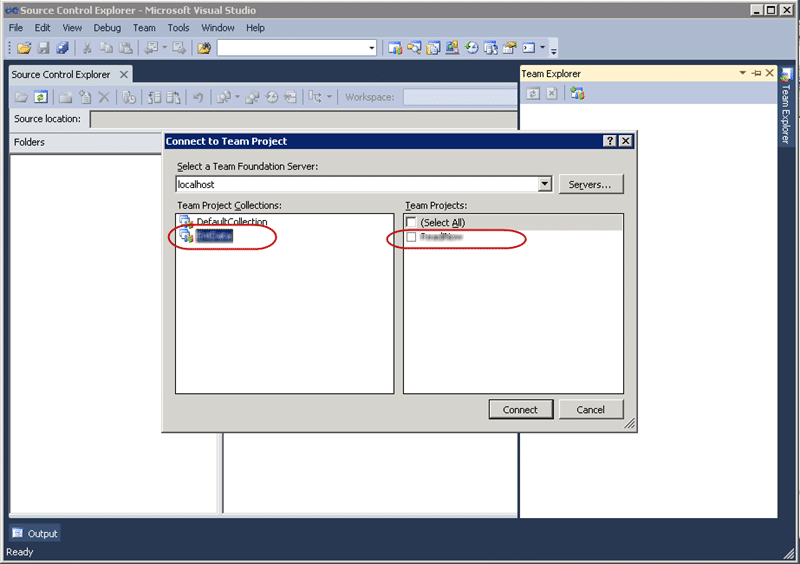 Source Control Explorer - Microsoft Visual Studio
File Edit View Debug Team Tools Window Help
Source Control Explorer
Team Explorer
Workspace:
Source location:
Folders
Team Explorer
Connect to Team Project
Select a Team Foundation Server:
localhost
Servers...
Team Project Collections:
Team Projects:
DefaultCollection
(Select All)
Connect
Cancel
Output
Ready